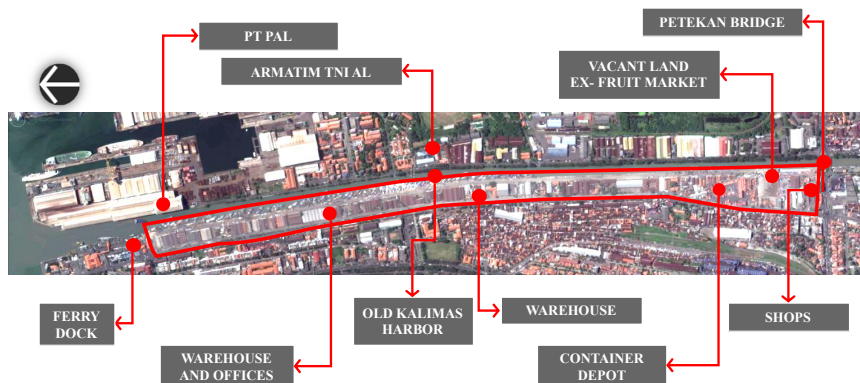 PETEKAN BRIDGE
PT PAL
VACANT LAND
EX- FRUIT MARKET
ARMATIM TNI AL
FERRY
DOCK
OLD KALIMAS
HARBOR
WAREHOUSE
SHOPS
WAREHOUSE
AND OFFICES
CONTAINER
DEPOT